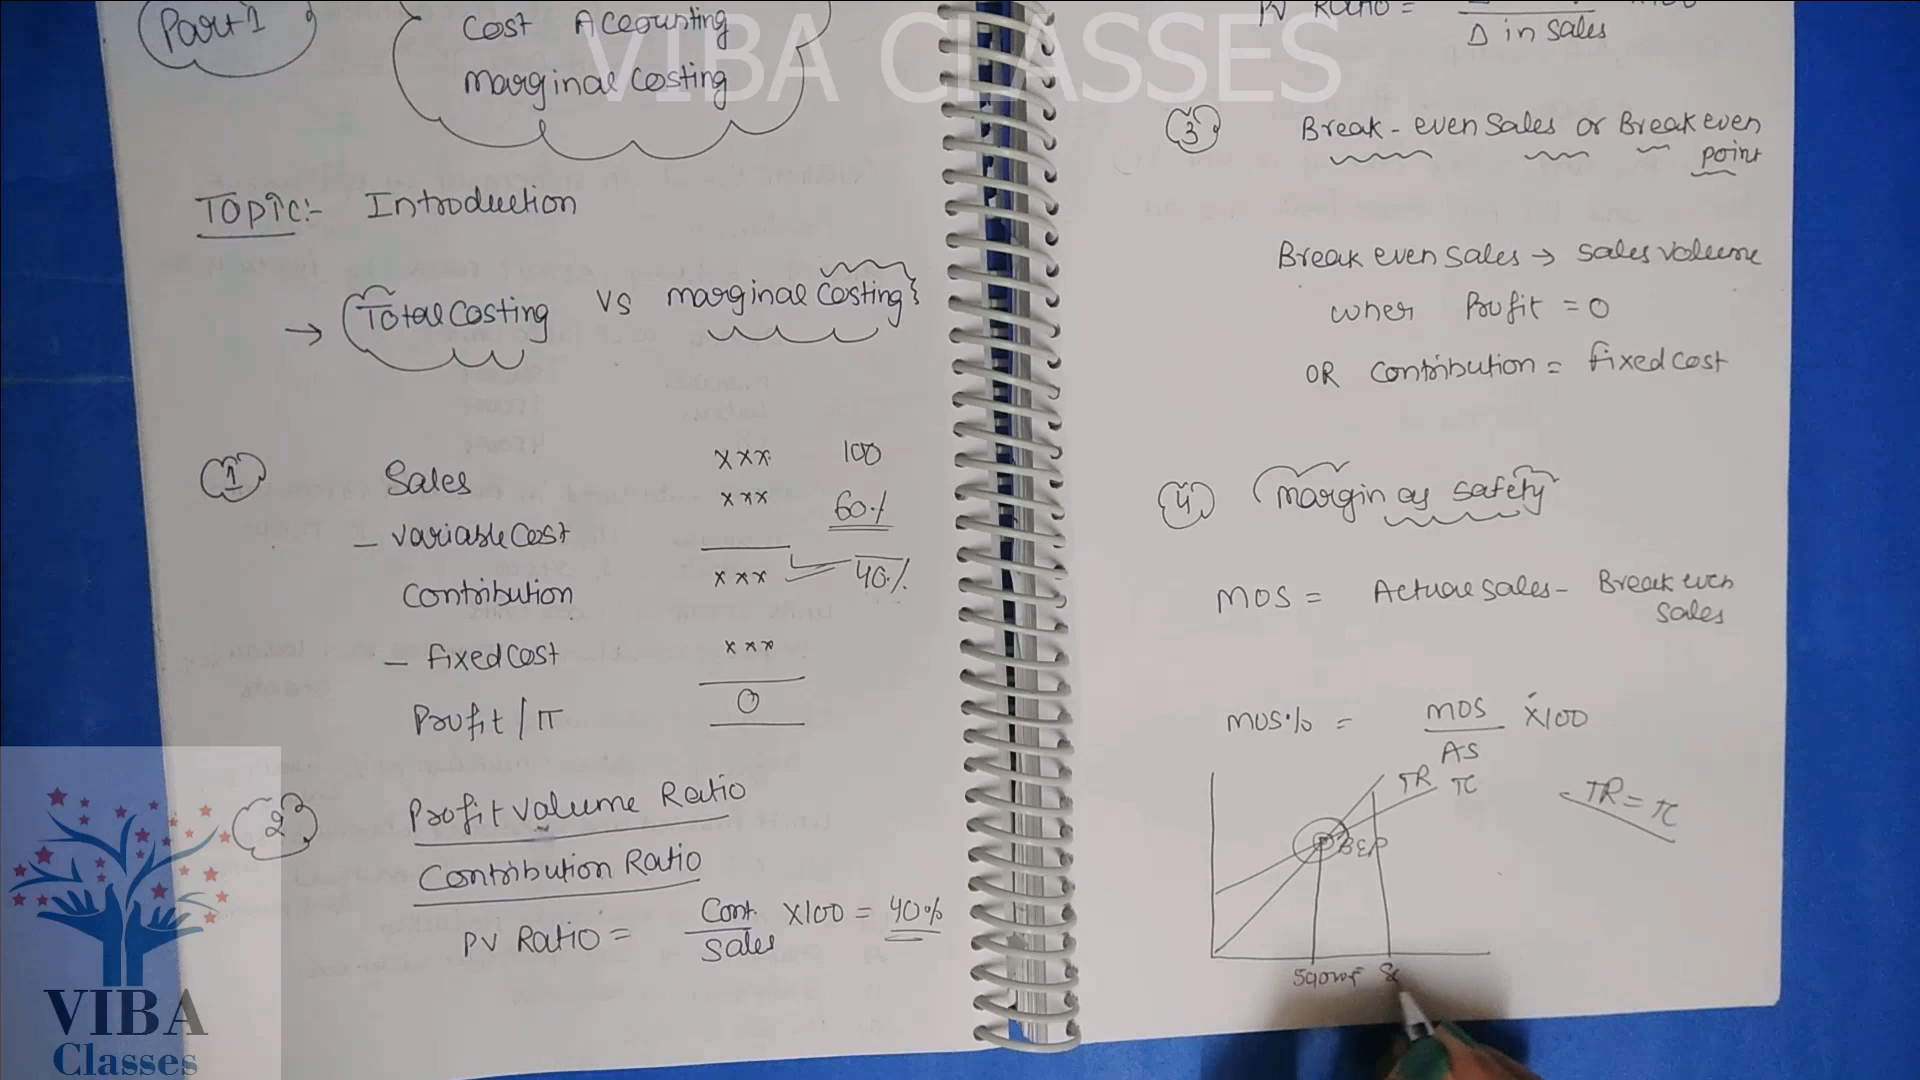 Part 1
Cost Accounting
marginal Costing
TOPIC:- Introduction
→ Total Costing VS marginal Costing
1
Sales xxx 100
- Variable Cost xxx 60%
Contribution xxx 40%
- fixed Cost xxx
Profit / π 0
2
Profit Volume Ratio
Contribution Ratio
PV Ratio = Cont. / Sales X100 = 40%
PV Ratio =
Δ in Sales
3
Break-even Sales or Break even
point
Break even Sales → Sales volume
when Profit = 0
OR Contribution = fixed cost
4
margin of safety
MOS = Actual Sales - Break even
Sales
MOS% = MOS / AS X100
TR TC
TR = TC
BEP
VIBA CLASSES
VIBA
Classes